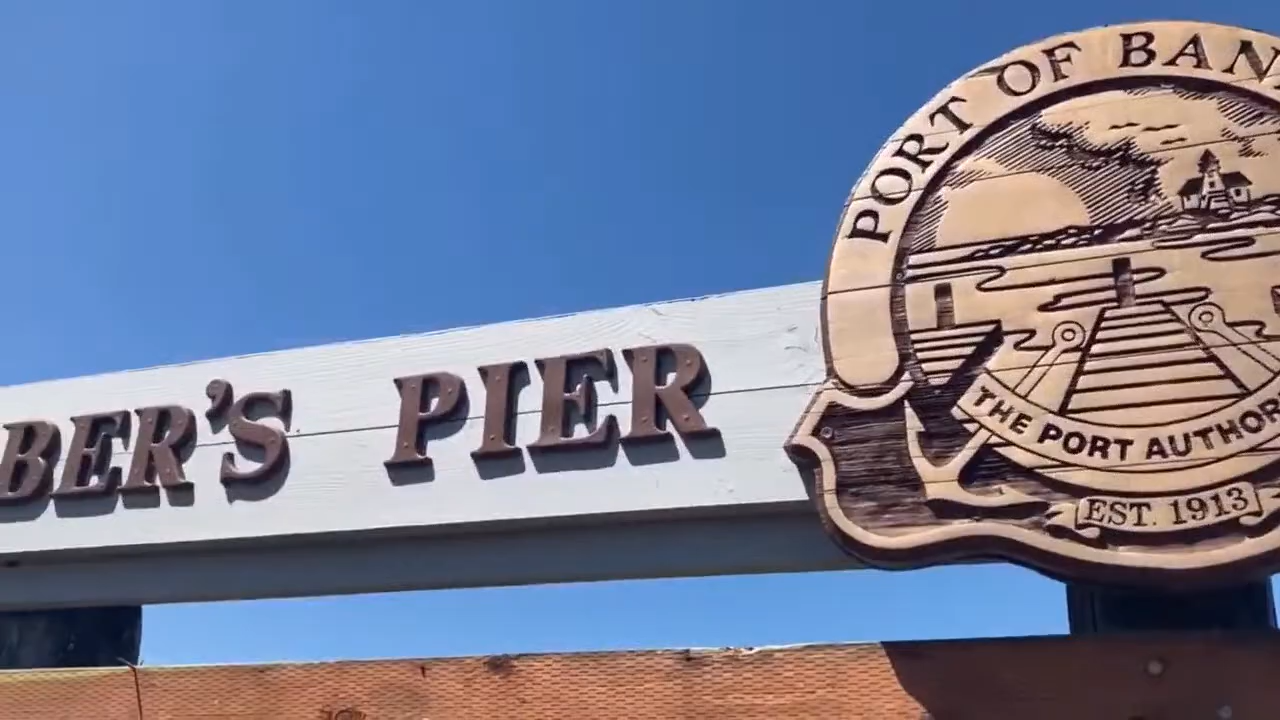 BER'S PIER
PORT OF BAN
THE PORT AUTHOR
EST. 1913